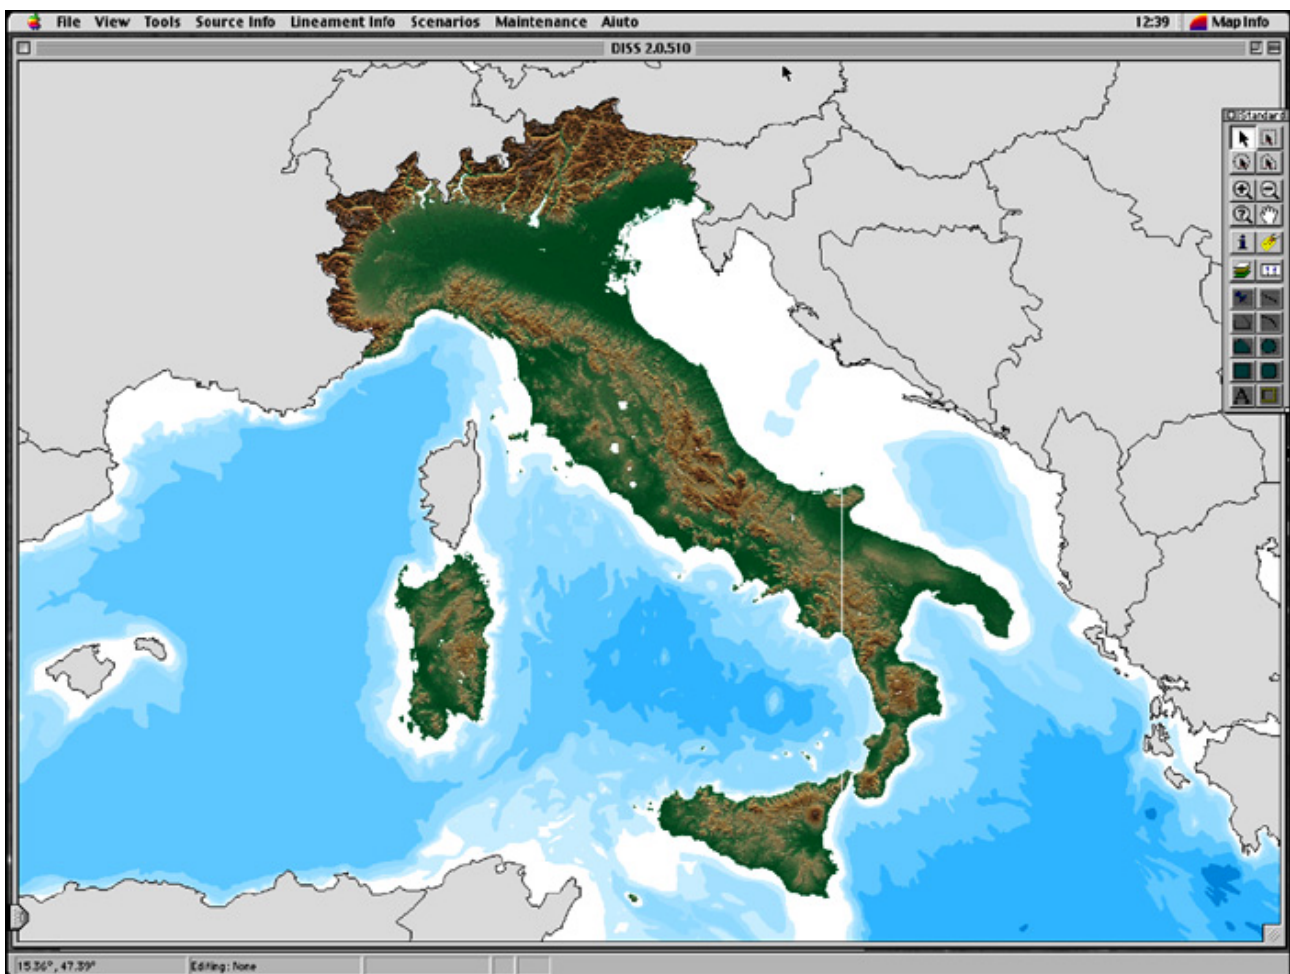 File View Tools Source Info Lineament Info Scenarios Maintenance Aiuto 12:39 MapInfo
DISS 2.0.510
Standard
15.36°, 47.39° Editing: None